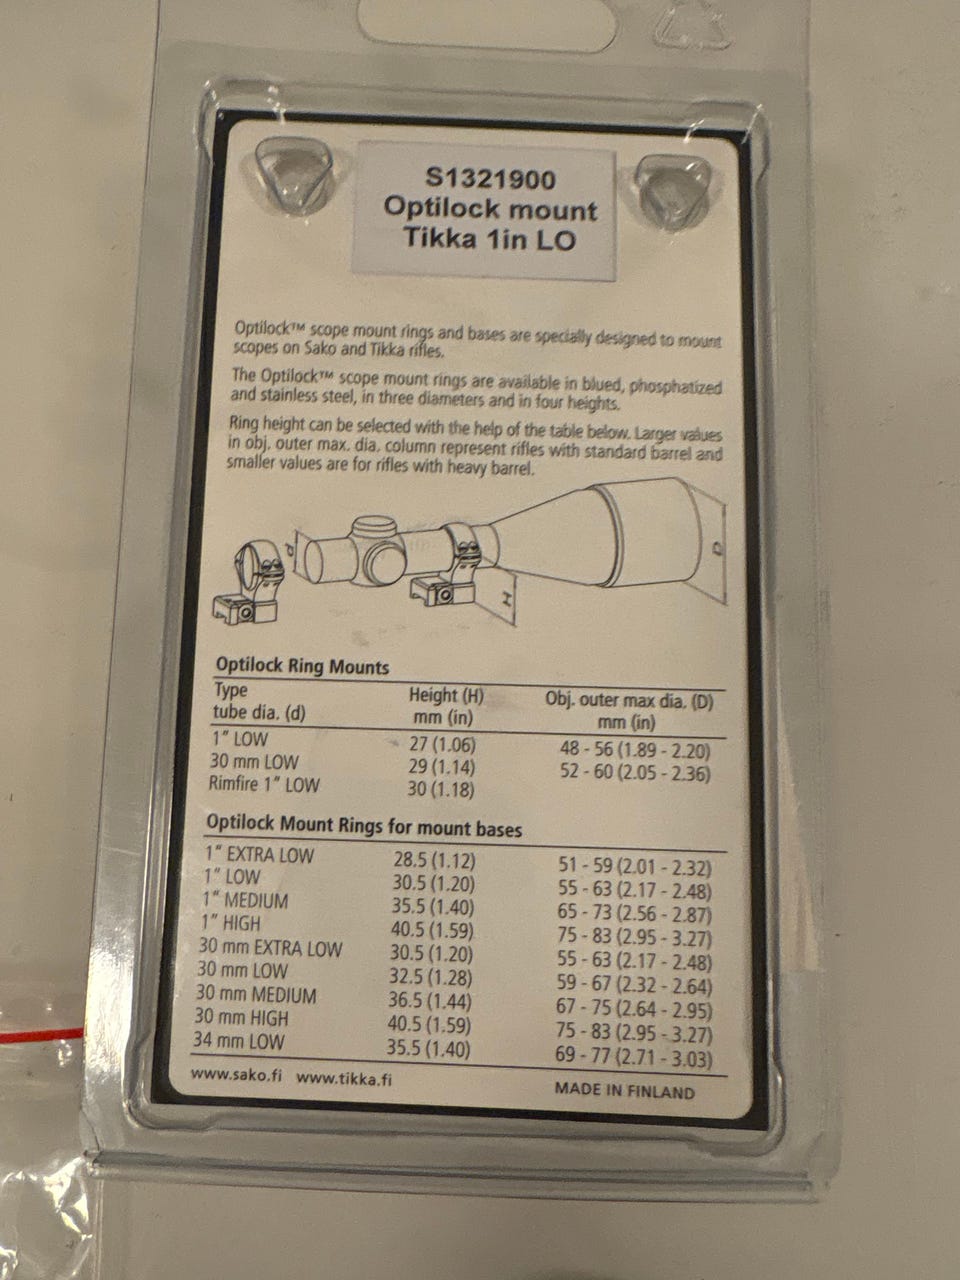 S1321900
Optilock mount
Tikka 1in LO
Optilock™ scope mount rings and bases are specially designed to mount
scopes on Sako and Tikka rifles.
The Optilock™ scope mount rings are available in blued, phosphatized
and stainless steel, in three diameters and in four heights.
Ring height can be selected with the help of the table below. Larger values
in obj. outer max. dia. column represent rifles with standard barrel and
smaller values are for rifles with heavy barrel.
d
H
D
Optilock Ring Mounts
Type Height (H) Obj. outer max dia. (D)
tube dia. (d) mm (in) mm (in)
1" LOW 27 (1.06) 48 - 56 (1.89 - 2.20)
30 mm LOW 29 (1.14) 52 - 60 (2.05 - 2.36)
Rimfire 1" LOW 30 (1.18)
Optilock Mount Rings for mount bases
1" EXTRA LOW 28.5 (1.12) 51 - 59 (2.01 - 2.32)
1" LOW 30.5 (1.20) 55 - 63 (2.17 - 2.48)
1" MEDIUM 35.5 (1.40) 65 - 73 (2.56 - 2.87)
1" HIGH 40.5 (1.59) 75 - 83 (2.95 - 3.27)
30 mm EXTRA LOW 30.5 (1.20) 55 - 63 (2.17 - 2.48)
30 mm LOW 32.5 (1.28) 59 - 67 (2.32 - 2.64)
30 mm MEDIUM 36.5 (1.44) 67 - 75 (2.64 - 2.95)
30 mm HIGH 40.5 (1.59) 75 - 83 (2.95 - 3.27)
34 mm LOW 35.5 (1.40) 69 - 77 (2.71 - 3.03)
www.sako.fi www.tikka.fi MADE IN FINLAND